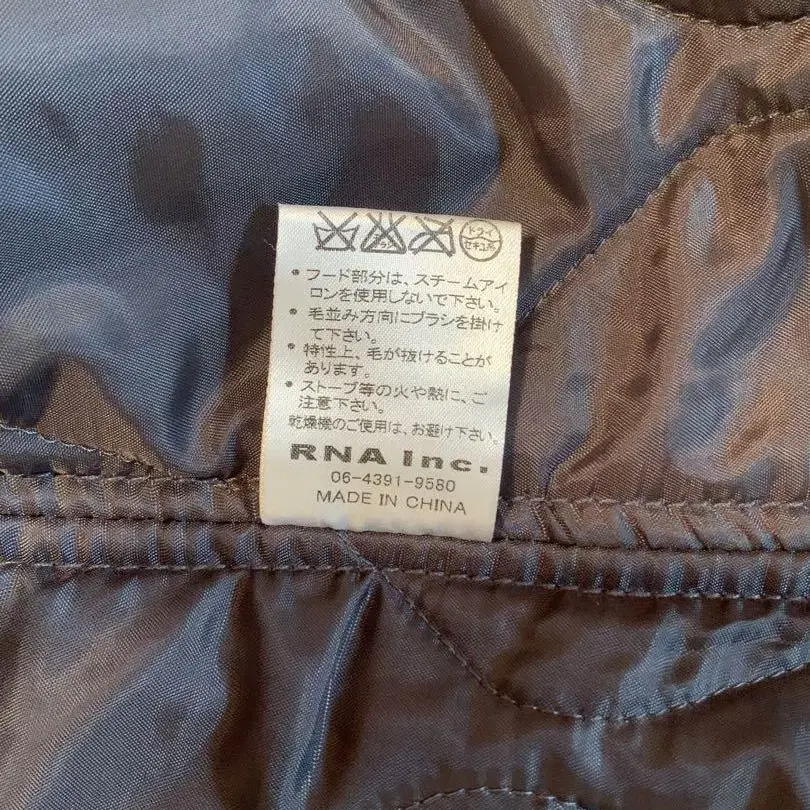 ドライ
セキユ系
・フード部分は、スチームアイ
ロンを使用しないで下さい。
・毛並み方向にブラシを掛け
て下さい。
・特性上、毛が抜けることが
あります。
・ストーブ等の火や熱に、ご
注意下さい。
乾燥機のご使用は、お避け下さい。
RNA Inc.
06-4391-9580
MADE IN CHINA